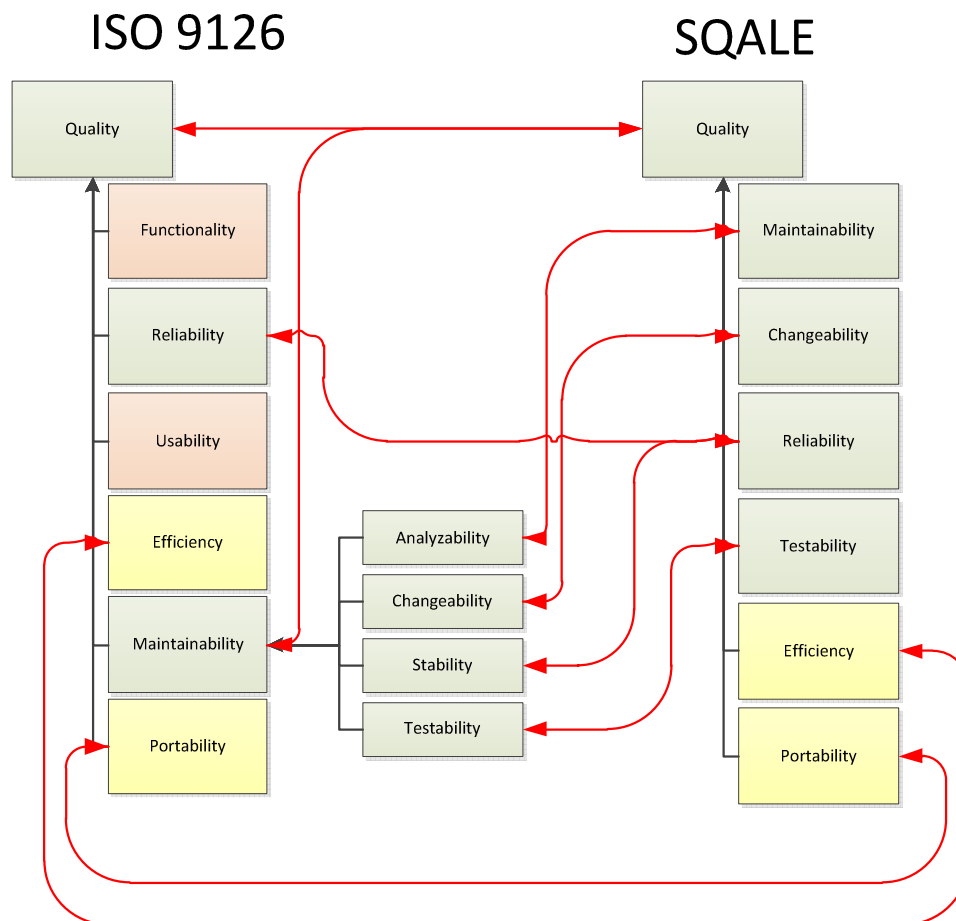 ISO 9126
SQALE
Quality
Functionality
Reliability
Usability
Efficiency
Maintainability
Portability
Analyzability
Changeability
Stability
Testability
Quality
Maintainability
Changeability
Reliability
Testability
Efficiency
Portability